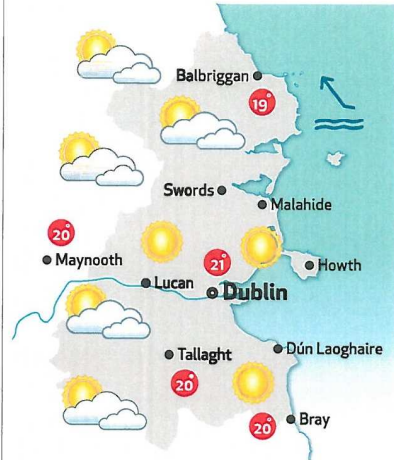 Balbriggan
19°
Swords
Malahide
20°
Maynooth
21°
Howth
Lucan
Dublin
Tallaght
Dún Laoghaire
20°
20°
Bray